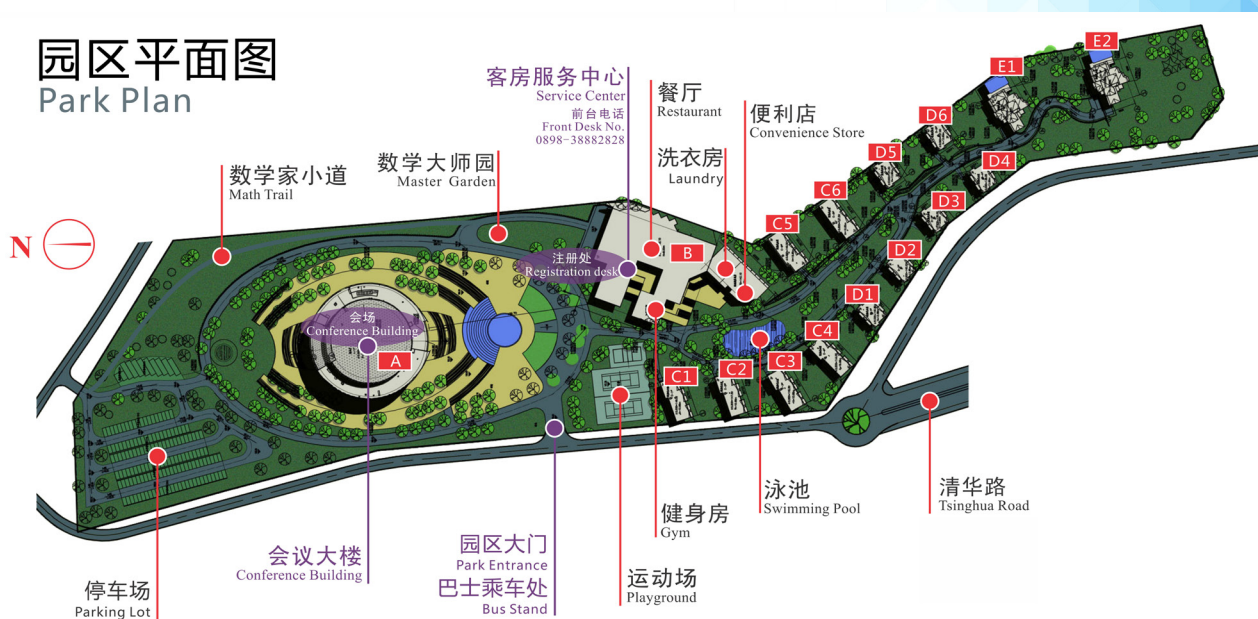 园区平面图
Park Plan
客房服务中心
Service Center
前台电话
Front Desk No.
0898-38882828
餐厅
Restaurant
便利店
Convenience Store
洗衣房
Laundry
数学家小道
Math Trail
数学大师园
Master Garden
N
注册处
Registration desk
会场
Conference Building
A
B
C1
C2
C3
C4
C5
C6
D1
D2
D3
D4
D5
D6
E1
E2
停车场
Parking Lot
会议大楼
Conference Building
园区大门
Park Entrance
巴士乘车处
Bus Stand
运动场
Playground
健身房
Gym
泳池
Swimming Pool
清华路
Tsinghua Road